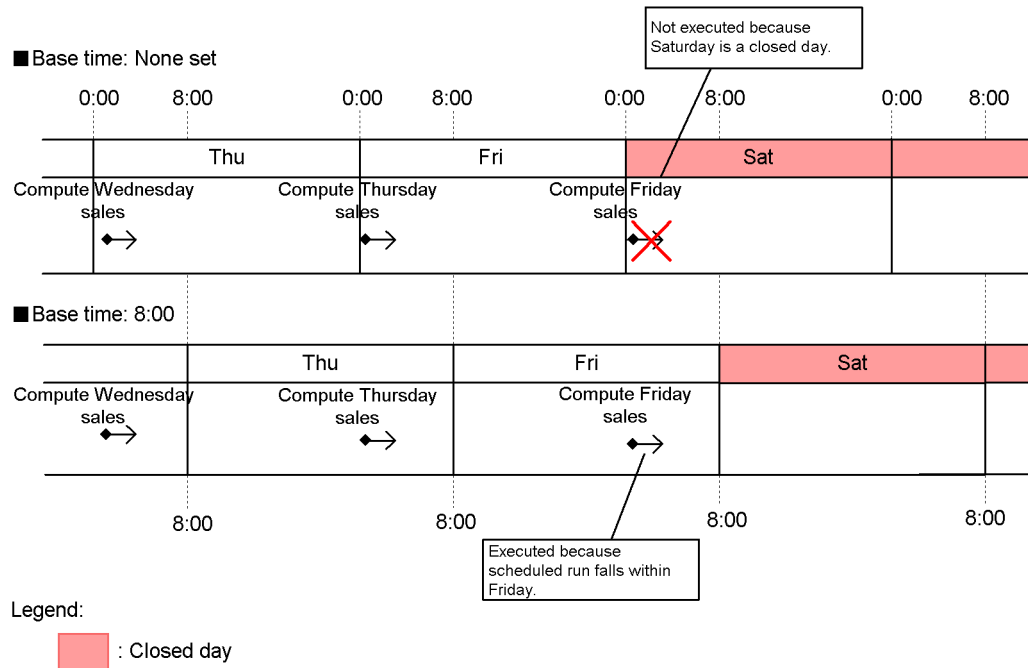 Not executed because
Saturday is a closed day.
■Base time: None set
0:00 8:00 0:00 8:00 0:00 8:00 0:00 8:00
Thu Fri Sat
Compute Wednesday Compute Thursday Compute Friday
sales sales sales
■Base time: 8:00
Thu Fri Sat
Compute Wednesday Compute Thursday Compute Friday
sales sales sales
8:00 8:00 8:00 8:00
Executed because
scheduled run falls within
Friday.
Legend:
: Closed day